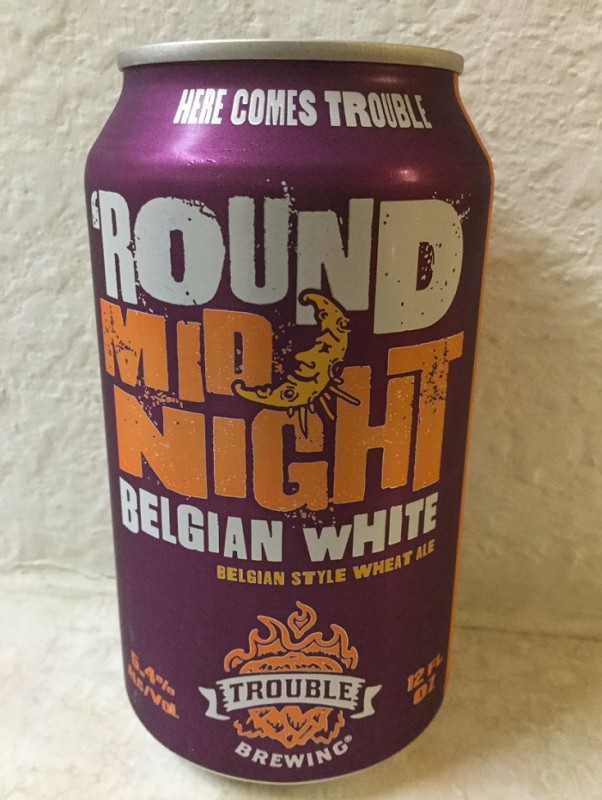 HERE COMES TROUBLE
'ROUND
MID
NIGHT
BELGIAN WHITE
BELGIAN STYLE WHEAT ALE
5.4%
ALC/VOL
12 FL
OZ
TROUBLE
BREWING®